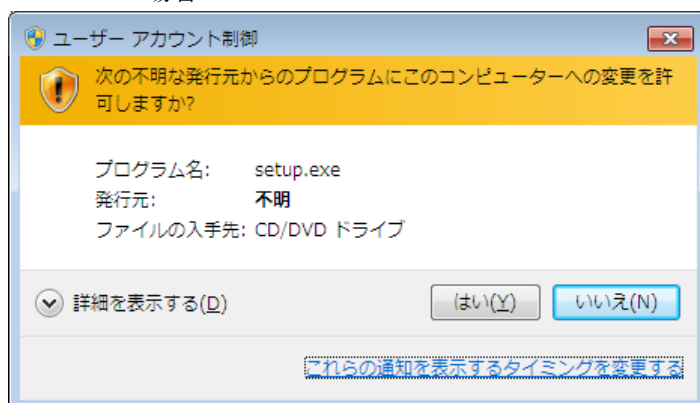 ユーザー アカウント制御
次の不明な発行元からのプログラムにこのコンピューターへの変更を許
可しますか?
プログラム名: setup.exe
発行元: 不明
ファイルの入手先: CD/DVD ドライブ
詳細を表示する(D) はい(Y) いいえ(N)
これらの通知を表示するタイミングを変更する